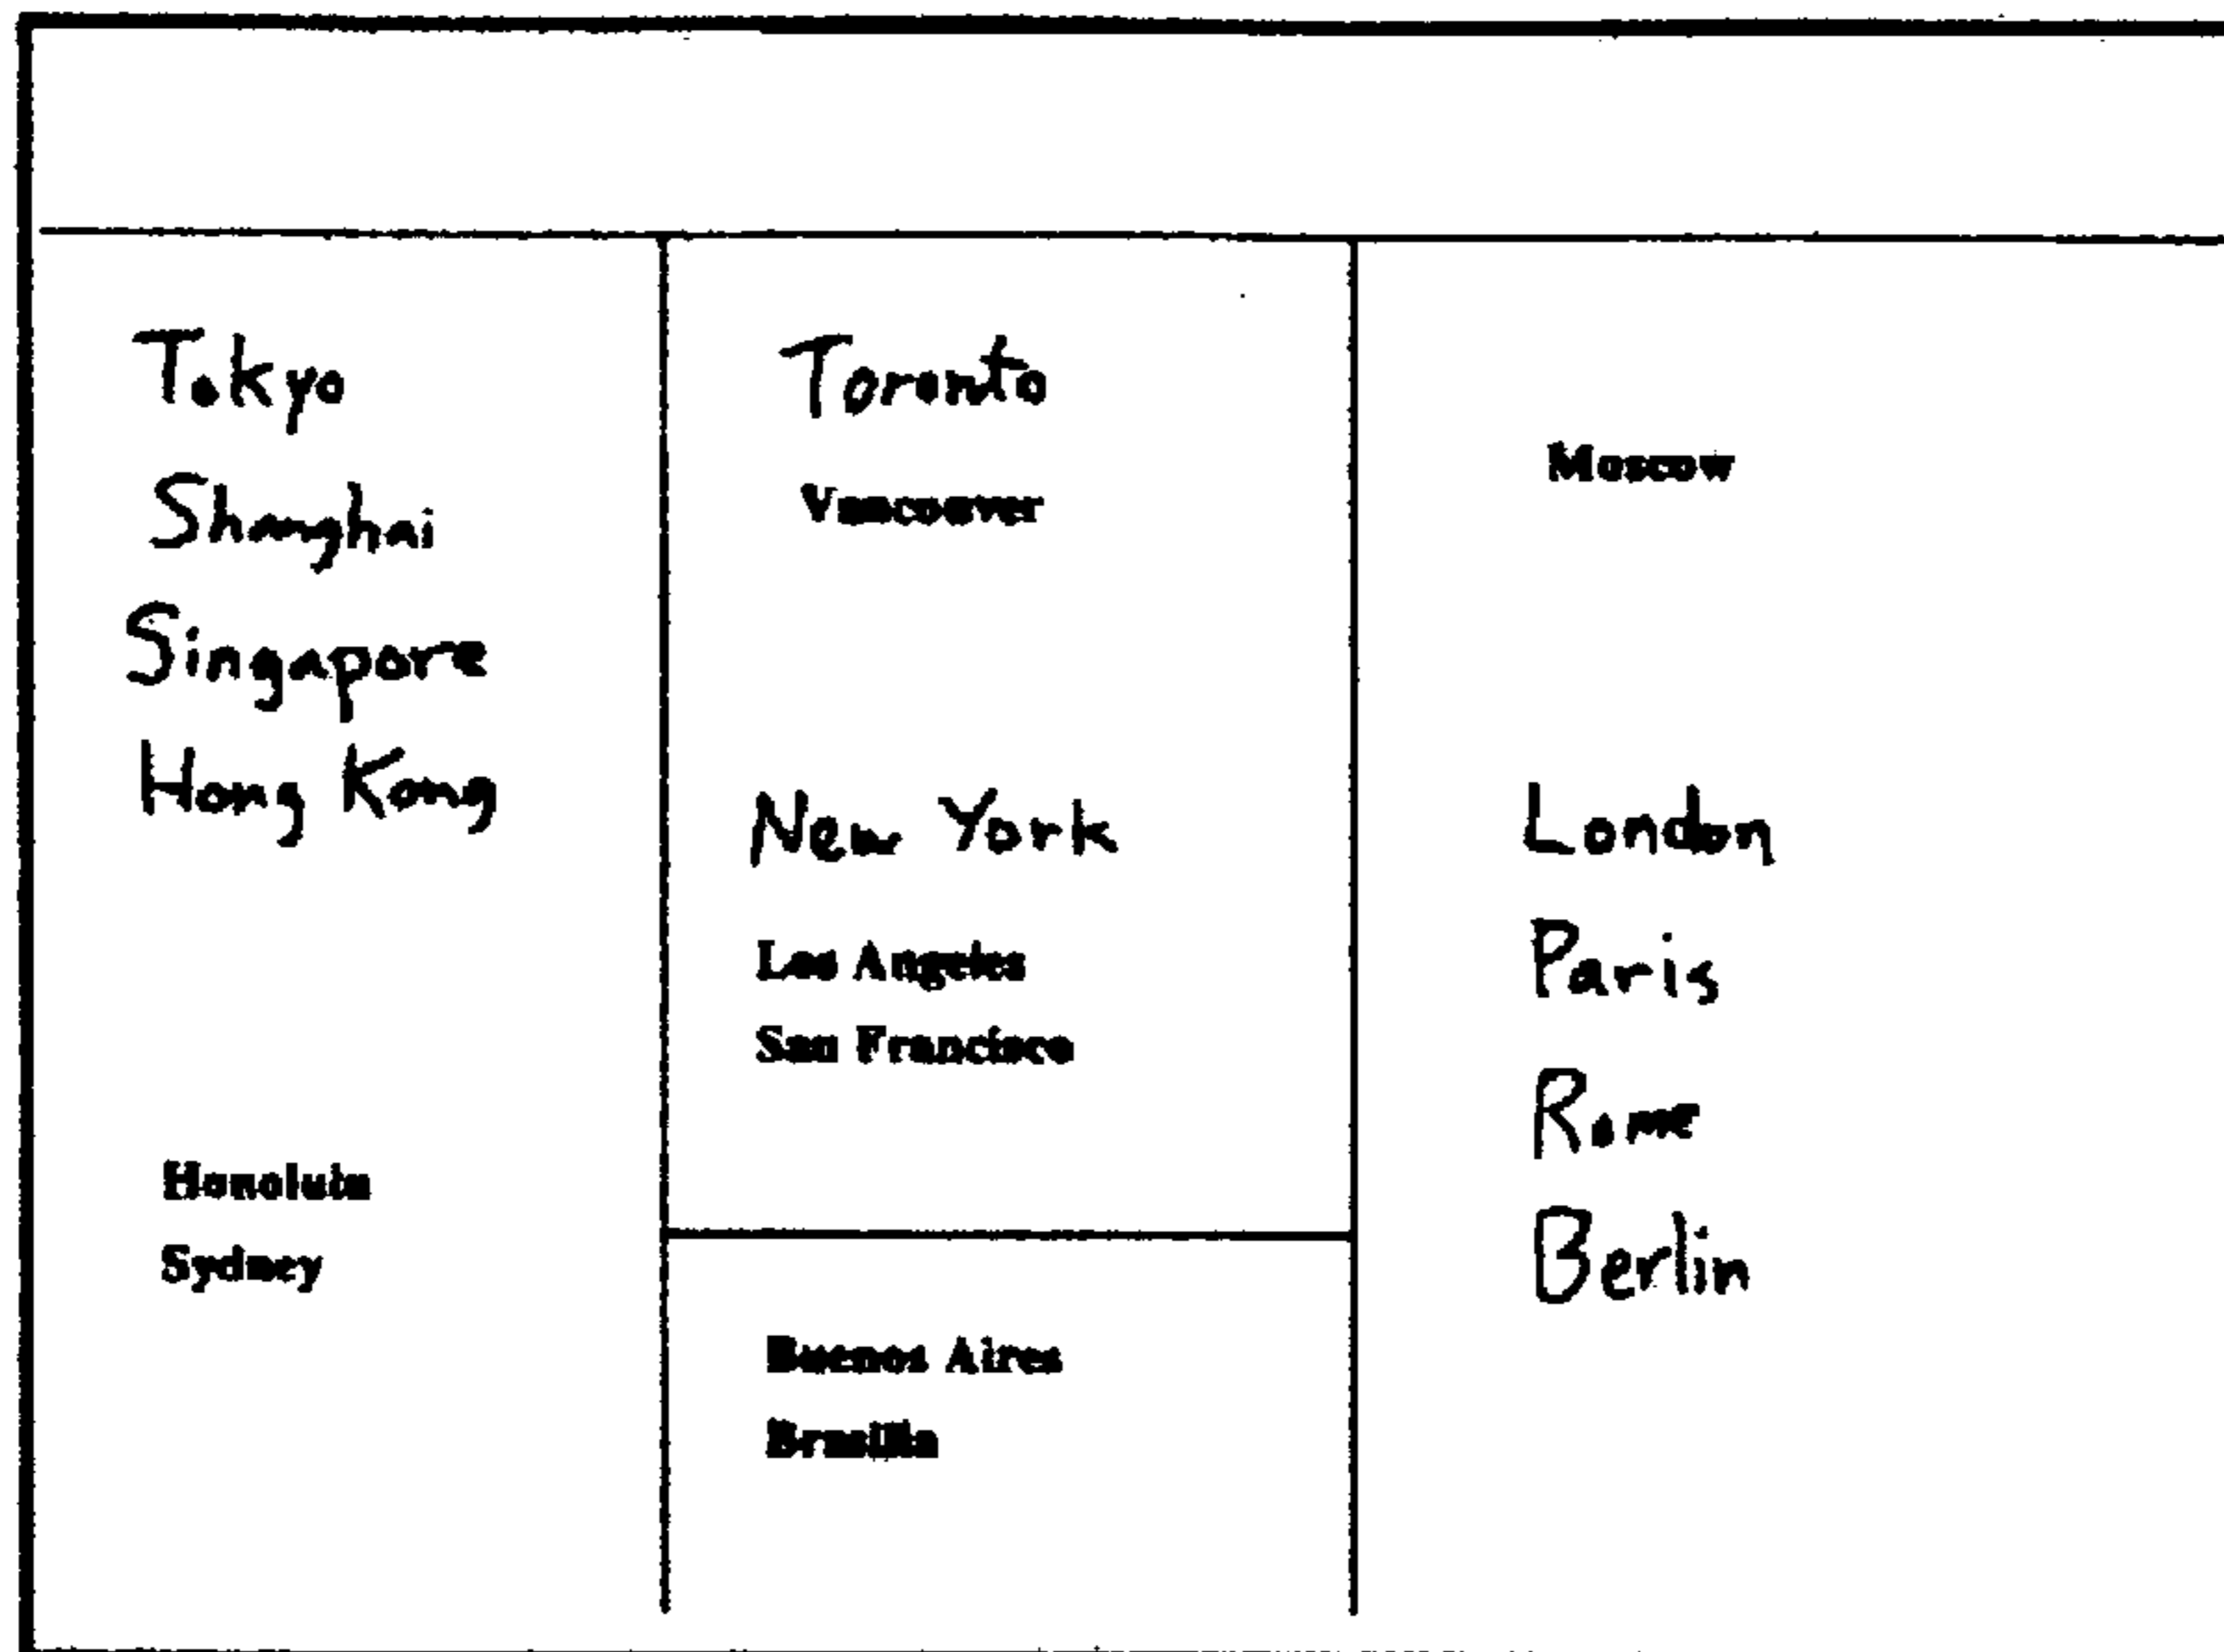 Tokyo
Shanghai
Singapore
Hong Kong
Honolulu
Sydney
Toronto
Vancouver
New York
Los Angeles
San Francisco
Buenos Aires
Brasilia
Moscow
London
Paris
Rome
Berlin